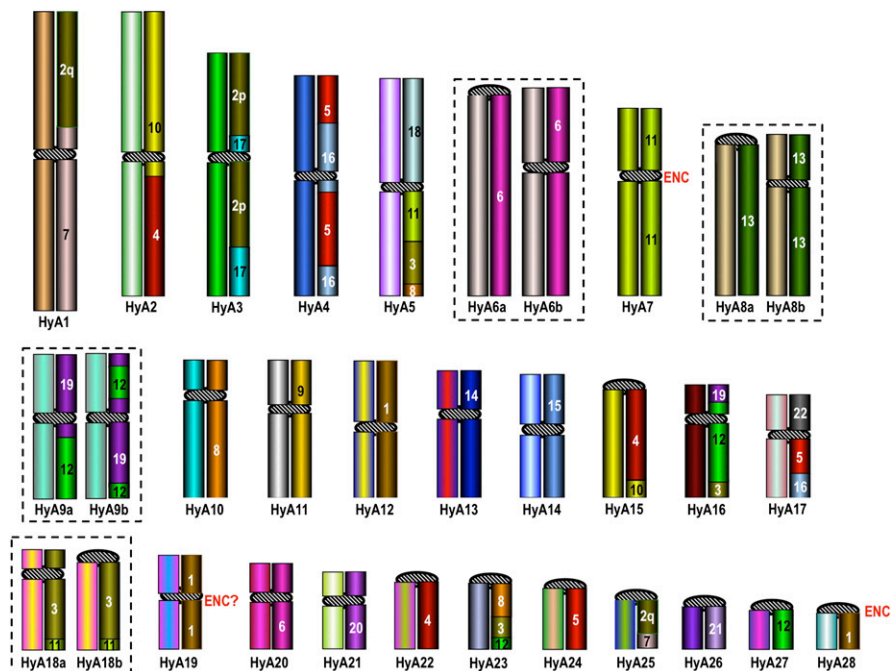 2q 10 2p 5 18 6 11 13
17 16 ENC
7 4 2p 5 11 6 11 13 13
17 16 3 8
HyA1 HyA2 HyA3 HyA4 HyA5 HyA6a HyA6b HyA7 HyA8a HyA8b
19 12 9 1 14 15 19 22
12 19 8 4 12 5
12 10 3 16
HyA9a HyA9b HyA10 HyA11 HyA12 HyA13 HyA14 HyA15 HyA16 HyA17
3 3 1 ENC? 1 6 20 4 8 3 12 5 2q 7 21 12 1 ENC
11 11
HyA18a HyA18b HyA19 HyA20 HyA21 HyA22 HyA23 HyA24 HyA25 HyA26 HyA27 HyA28